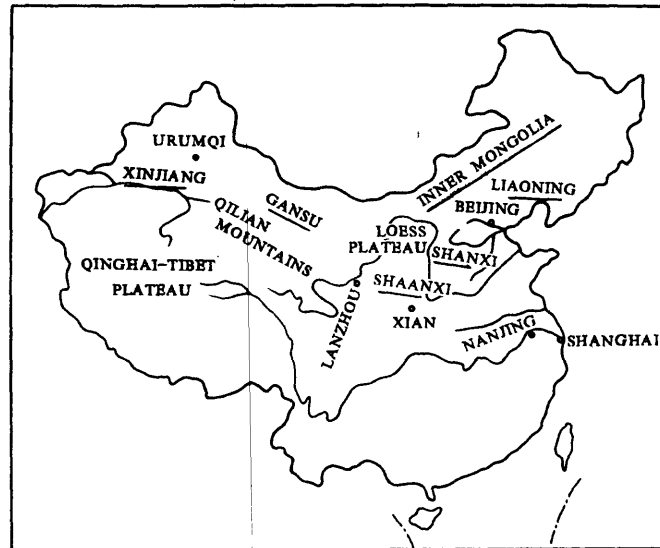 URUMQI
XINJIANG
GANSU
QILIAN
MOUNTAINS
QINGHAI-TIBET
PLATEAU
INNER MONGOLIA
LIAONING
BEIJING
LOESS
PLATEAU
SHANXI
SHAANXI
LANZHOU
XIAN
NANJING
SHANGHAI